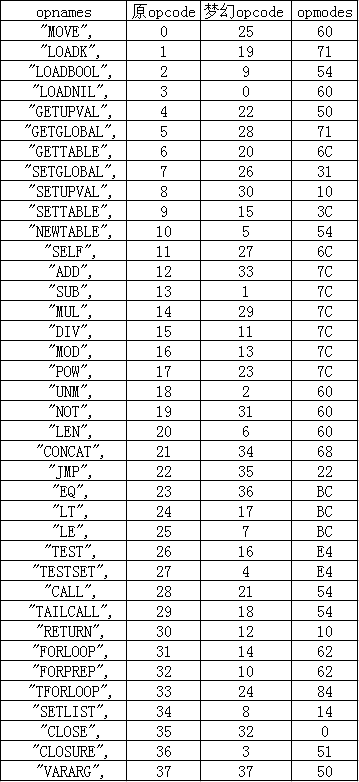 opnames 原opcode 梦幻opcode opmodes
"MOVE", 0 25 60
"LOADK", 1 19 71
"LOADBOOL", 2 9 54
"LOADNIL", 3 0 60
"GETUPVAL", 4 22 50
"GETGLOBAL", 5 28 71
"GETTABLE", 6 20 6C
"SETGLOBAL", 7 26 31
"SETUPVAL", 8 30 10
"SETTABLE", 9 15 3C
"NEWTABLE", 10 5 54
"SELF", 11 27 6C
"ADD", 12 33 7C
"SUB", 13 1 7C
"MUL", 14 29 7C
"DIV", 15 11 7C
"MOD", 16 13 7C
"POW", 17 23 7C
"UNM", 18 2 60
"NOT", 19 31 60
"LEN", 20 6 60
"CONCAT", 21 34 68
"JMP", 22 35 22
"EQ", 23 36 BC
"LT", 24 17 BC
"LE", 25 7 BC
"TEST", 26 16 E4
"TESTSET", 27 4 E4
"CALL", 28 21 54
"TAILCALL", 29 18 54
"RETURN", 30 12 10
"FORLOOP", 31 14 62
"FORPREP", 32 10 62
"TFORLOOP", 33 24 84
"SETLIST", 34 8 14
"CLOSE", 35 32 0
"CLOSURE", 36 3 51
"VARARG", 37 37 50